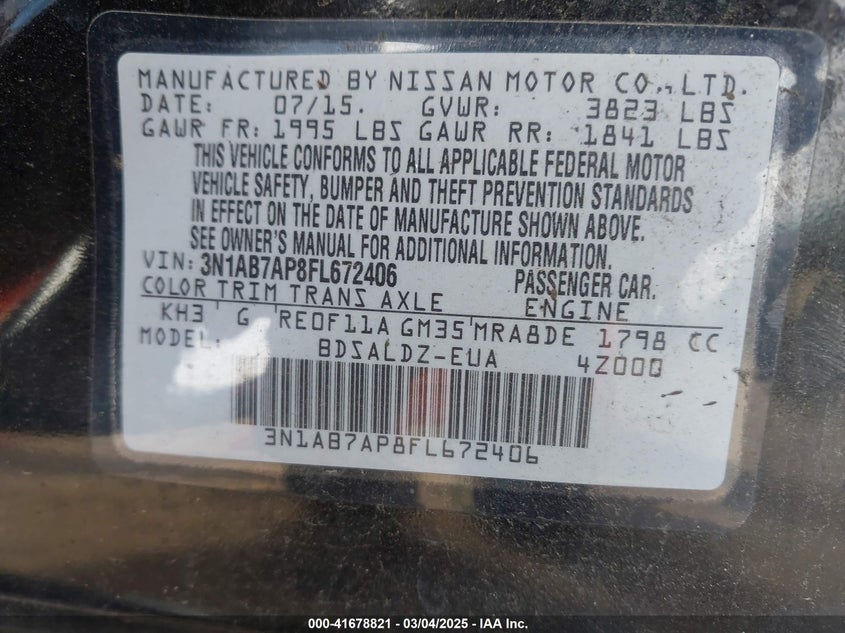 MANUFACTURED BY NISSAN MOTOR CO., LTD.
DATE: 07/15. GVWR: 3823 LBS
GAWR FR: 1995 LBS GAWR RR: 1841 LBS
THIS VEHICLE CONFORMS TO ALL APPLICABLE FEDERAL MOTOR
VEHICLE SAFETY, BUMPER AND THEFT PREVENTION STANDARDS
IN EFFECT ON THE DATE OF MANUFACTURE SHOWN ABOVE.
SEE OWNER'S MANUAL FOR ADDITIONAL INFORMATION.
VIN: 3N1AB7AP8FL672406 PASSENGER CAR.
COLOR TRIM TRANS AXLE ENGINE
KH3 G RE0F11A GM35 MRA8DE 1798 CC
MODEL: BDSALDZ-EUA 4Z000
3N1AB7AP8FL672406
000-41678821 - 03/04/2025 - IAA Inc.